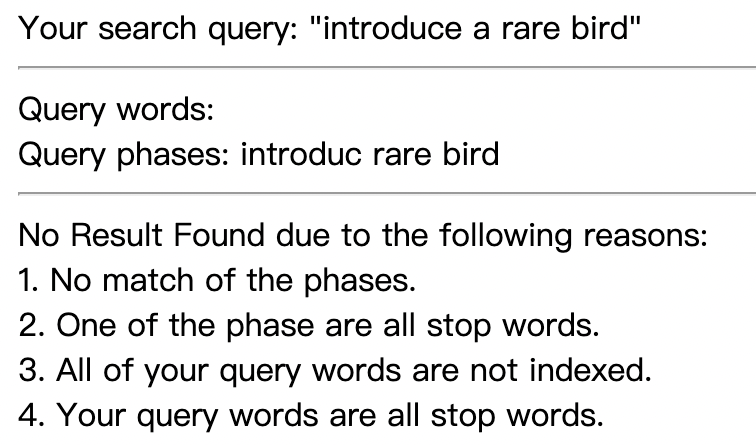 Your search query: "introduce a rare bird"
Query words:
Query phases: introduc rare bird
No Result Found due to the following reasons:
1. No match of the phases.
2. One of the phase are all stop words.
3. All of your query words are not indexed.
4. Your query words are all stop words.